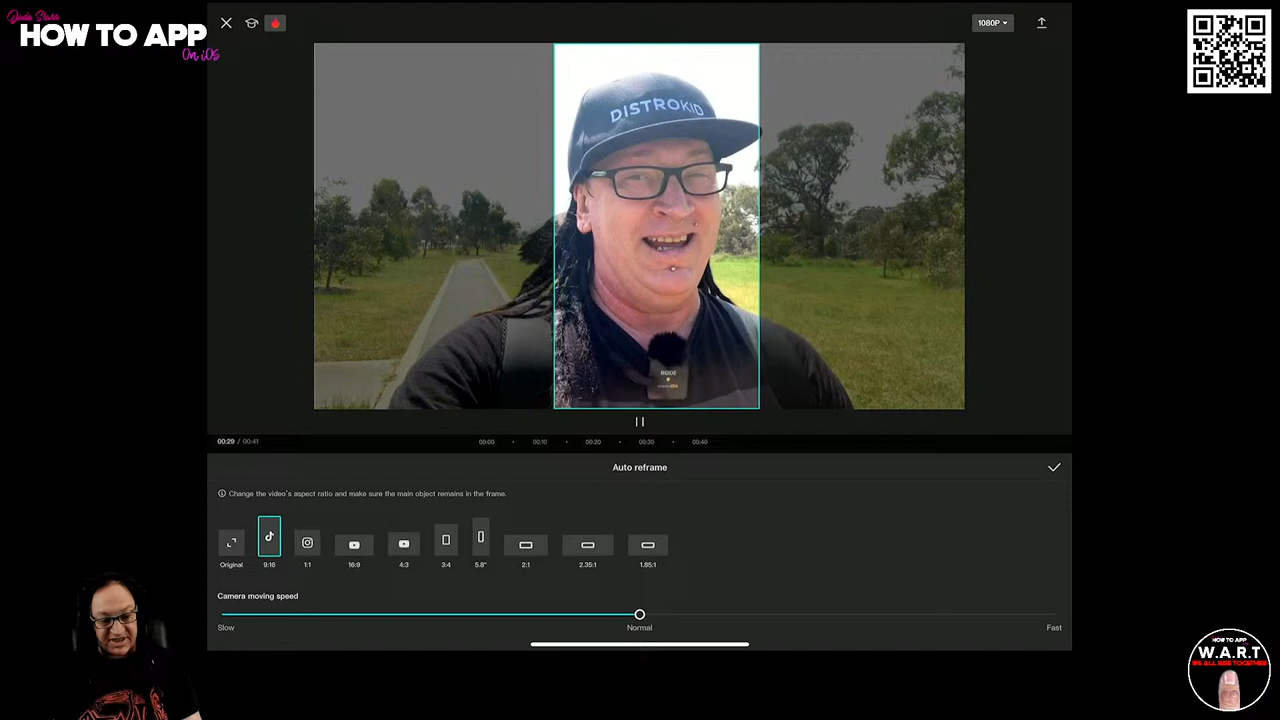 Jade Starr
HOW TO APP
On iOS
1080P
DISTROKID
RØDE
00:29 / 00:41
00:00
00:10
00:20
00:30
00:40
Auto reframe
Change the video's aspect ratio and make sure the main object remains in the frame.
Original
9:16
1:1
16:9
4:3
3:4
5.8"
2:1
2.35:1
1.85:1
Camera moving speed
Slow
Normal
Fast
HOW TO APP
W.A.R.T
WE ALL RISE TOGETHER